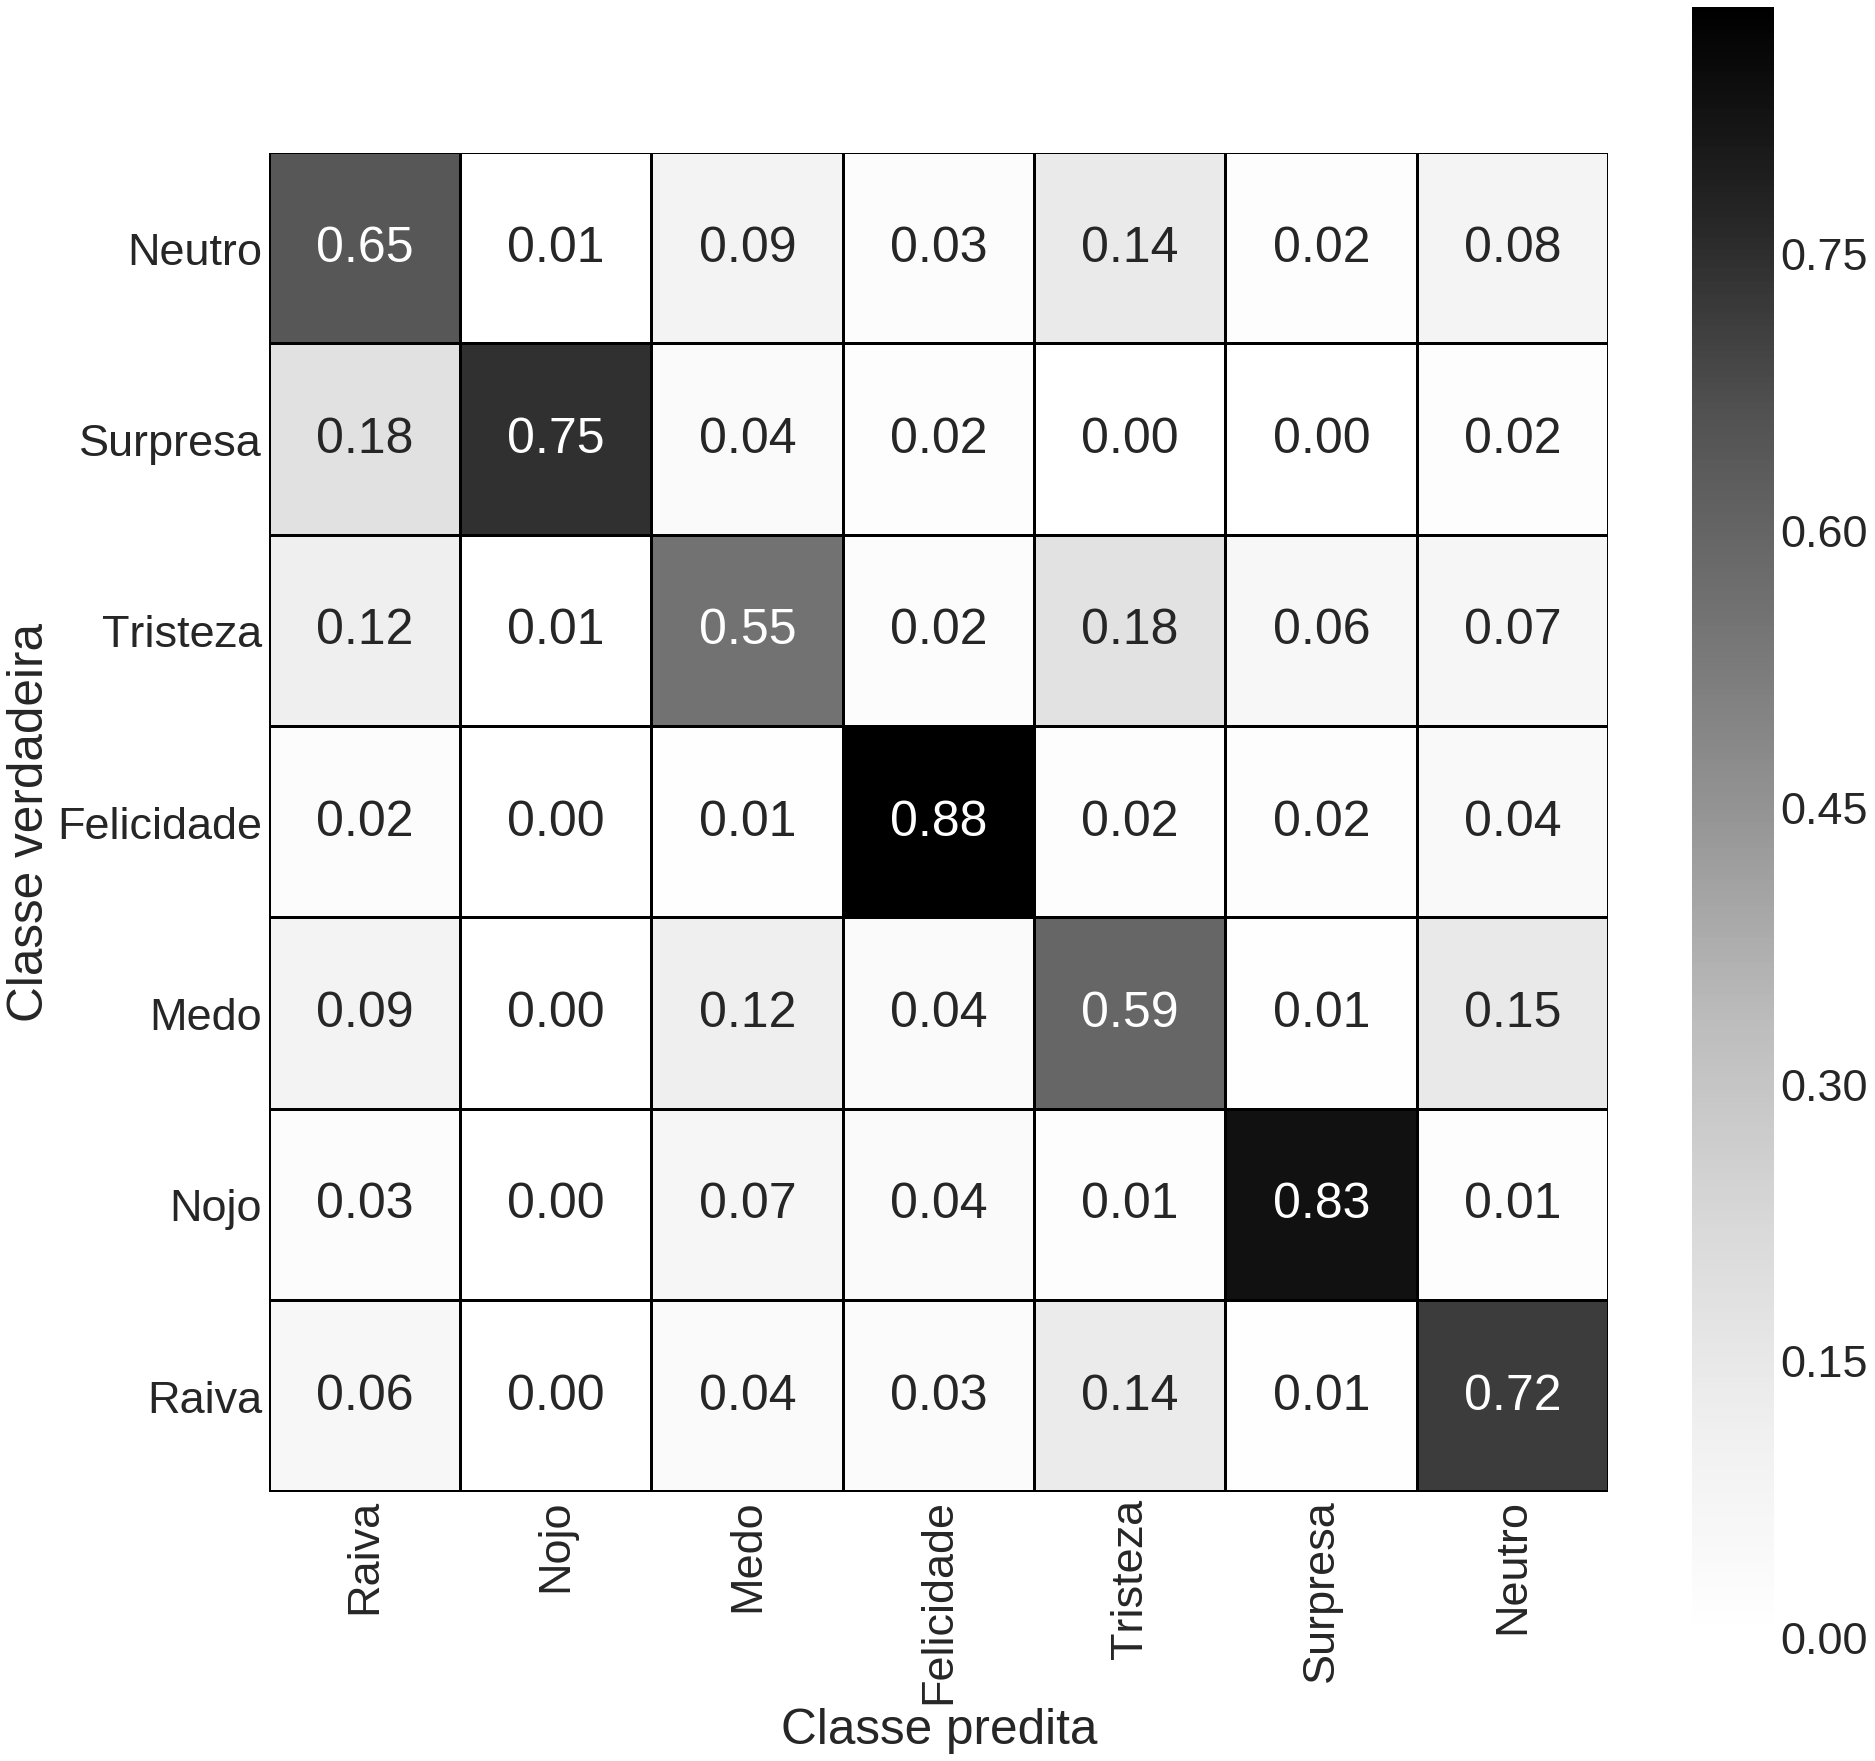 Neutro 0.65 0.01 0.09 0.03 0.14 0.02 0.08
Surpresa 0.18 0.75 0.04 0.02 0.00 0.00 0.02
Tristeza 0.12 0.01 0.55 0.02 0.18 0.06 0.07
Felicidade 0.02 0.00 0.01 0.88 0.02 0.02 0.04
Medo 0.09 0.00 0.12 0.04 0.59 0.01 0.15
Nojo 0.03 0.00 0.07 0.04 0.01 0.83 0.01
Raiva 0.06 0.00 0.04 0.03 0.14 0.01 0.72
Classe verdadeira
Raiva
Nojo
Medo
Felicidade
Tristeza
Surpresa
Neutro
Classe predita
0.75
0.60
0.45
0.30
0.15
0.00